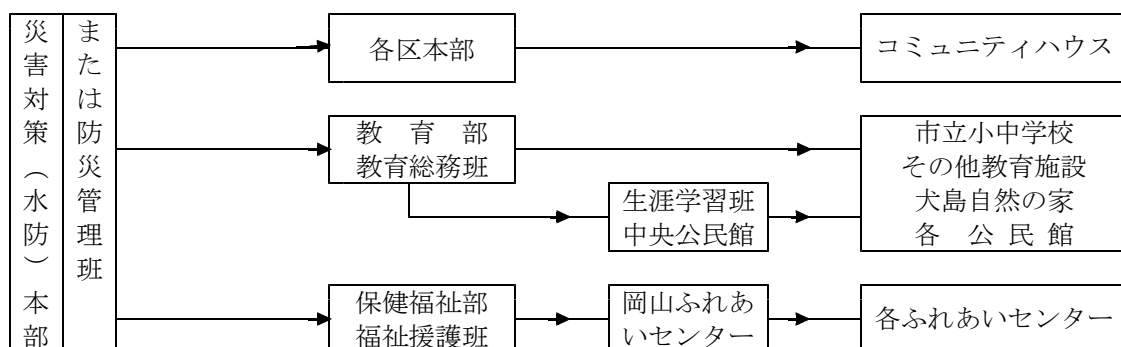 災害対策（水防）本部
または防災管理班
各区本部
コミュニティハウス
教　育　部
教育総務班
市立小中学校
その他教育施設
犬島自然の家
各　公　民　館
生涯学習班
中央公民館
保健福祉部
福祉援護班
岡山ふれあ
いセンター
各ふれあいセンター